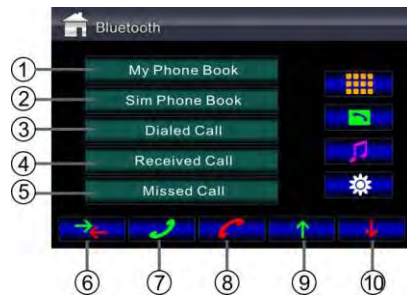 Bluetooth
① My Phone Book
② Sim Phone Book
③ Dialed Call
④ Received Call
⑤ Missed Call
⑥ ⑦ ⑧ ⑨ ⑩